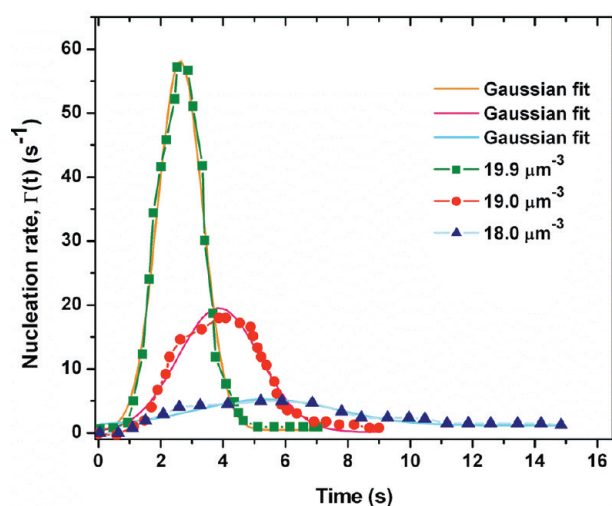 60
50
40
30
20
10
0
0 2 4 6 8 10 12 14 16
Nucleation rate, Γ(t) (s⁻¹)
Time (s)
Gaussian fit
Gaussian fit
Gaussian fit
19.9 μm⁻³
19.0 μm⁻³
18.0 μm⁻³